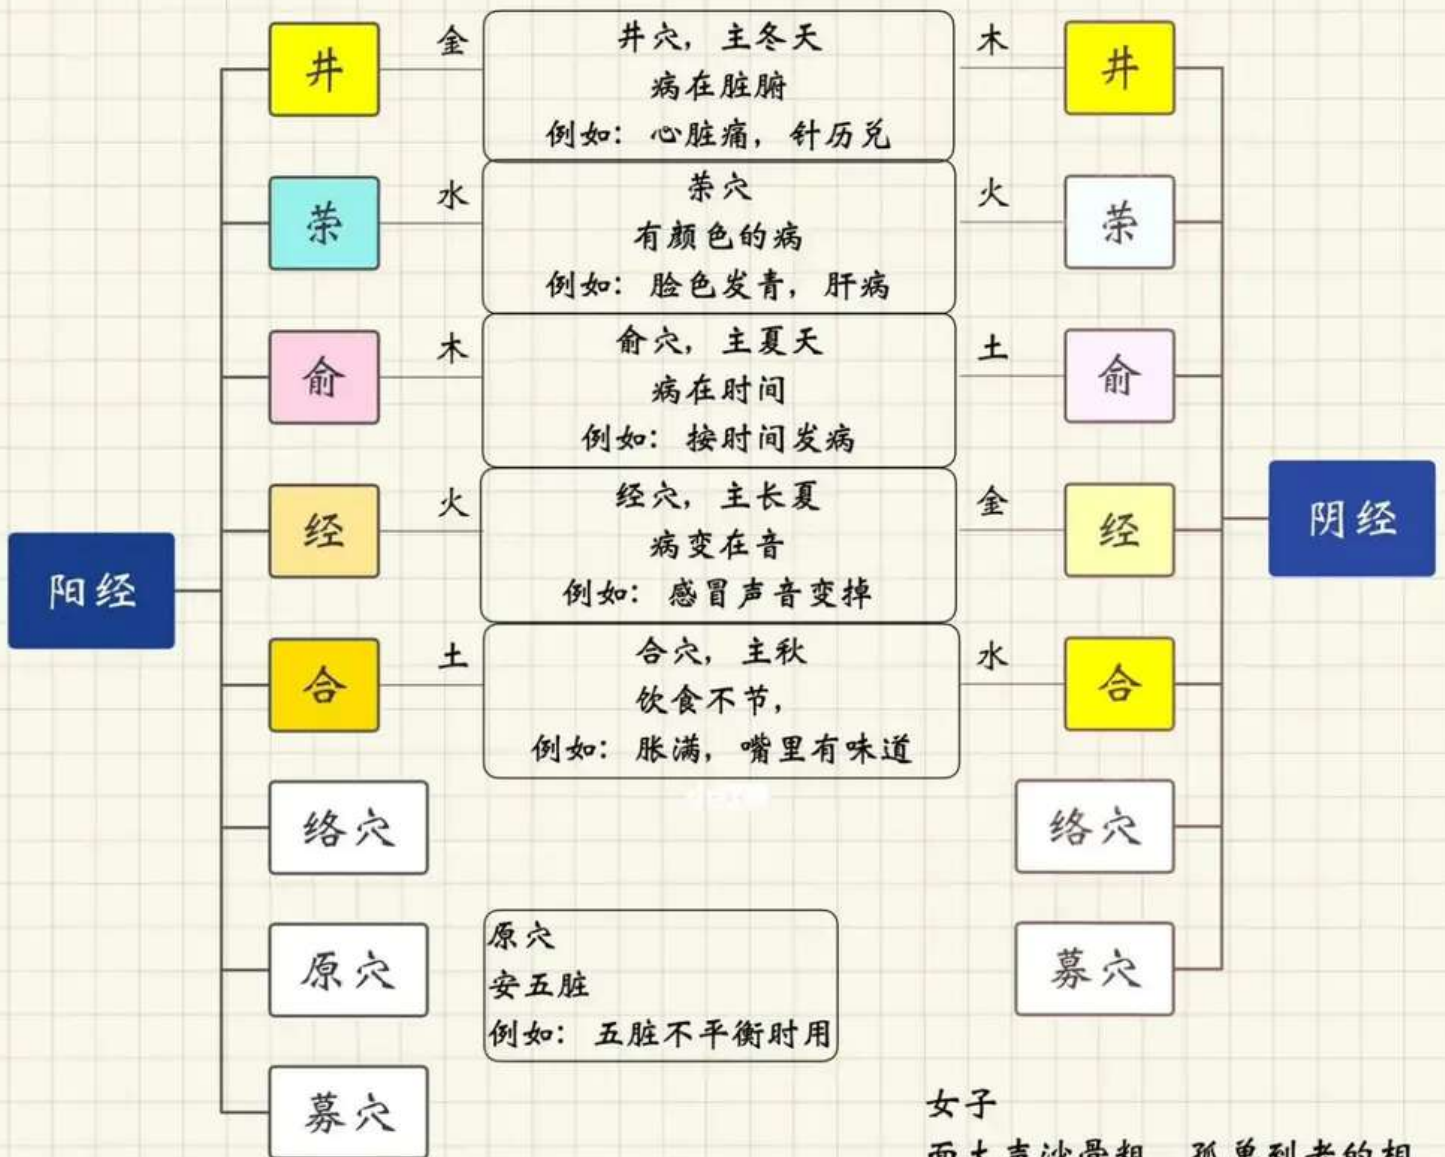 井
金
井穴，主冬天
病在脏腑
例如：心脏痛，针历兑
木
井
荣
水
荣穴
有颜色的病
例如：脸色发青，肝病
火
荣
俞
木
俞穴，主夏天
病在时间
例如：按时间发病
土
俞
经
火
经穴，主长夏
病变在音
例如：感冒声音变掉
金
经
阳经
阴经
合
土
合穴，主秋
饮食不节，
例如：胀满，嘴里有味道
水
合
络穴
络穴
原穴
原穴
安五脏
例如：五脏不平衡时用
募穴
募穴
女子